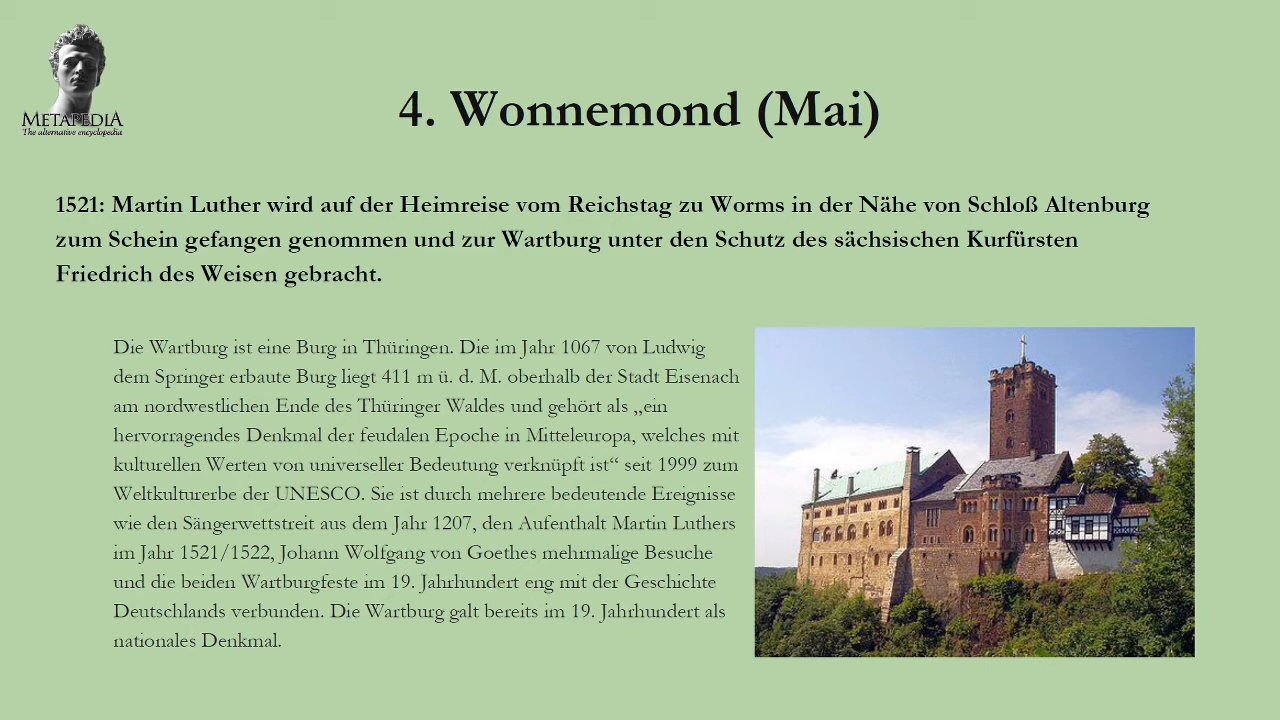 METAPEDIA
The alternative encyclopedia
4. Wonnemond (Mai)
1521: Martin Luther wird auf der Heimreise vom Reichstag zu Worms in der Nähe von Schloß Altenburg
zum Schein gefangen genommen und zur Wartburg unter den Schutz des sächsischen Kurfürsten
Friedrich des Weisen gebracht.
Die Wartburg ist eine Burg in Thüringen. Die im Jahr 1067 von Ludwig
dem Springer erbaute Burg liegt 411 m ü. d. M. oberhalb der Stadt Eisenach
am nordwestlichen Ende des Thüringer Waldes und gehört als „ein
hervorragendes Denkmal der feudalen Epoche in Mitteleuropa, welches mit
kulturellen Werten von universeller Bedeutung verknüpft ist“ seit 1999 zum
Weltkulturerbe der UNESCO. Sie ist durch mehrere bedeutende Ereignisse
wie den Sängerwettstreit aus dem Jahr 1207, den Aufenthalt Martin Luthers
im Jahr 1521/1522, Johann Wolfgang von Goethes mehrmalige Besuche
und die beiden Wartburgfeste im 19. Jahrhundert eng mit der Geschichte
Deutschlands verbunden. Die Wartburg galt bereits im 19. Jahrhundert als
nationales Denkmal.